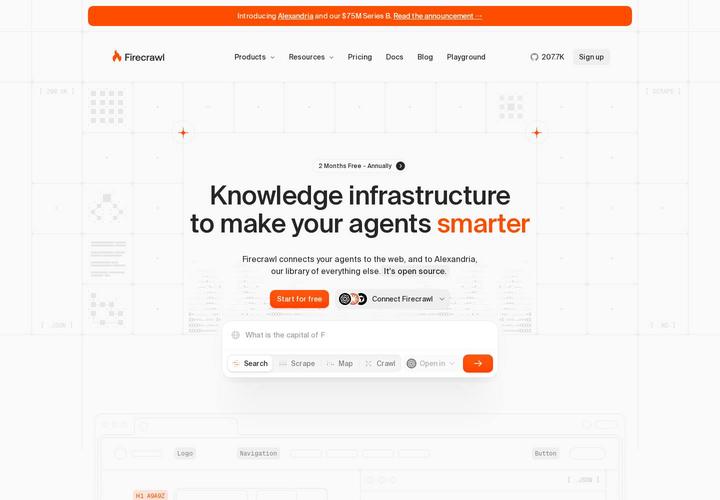 Introducing Alexandria and our $75M Series B. Read the announcement
Firecrawl
Products
Resources
Pricing
Docs
Blog
Playground
207.7K
Sign up
[ 200 OK ]
[ SCRAPE ]
2 Months Free - Annually
Knowledge infrastructure
to make your agents smarter
Firecrawl connects your agents to the web, and to Alexandria,
our library of everything else. It's open source.
Start for free
Connect Firecrawl
[ .JSON ]
[ .MD ]
What is the capital of F
Search
Scrape
Map
Crawl
Open in
Logo
Navigation
Button
[ .JSON ]
H1 A9A9Z